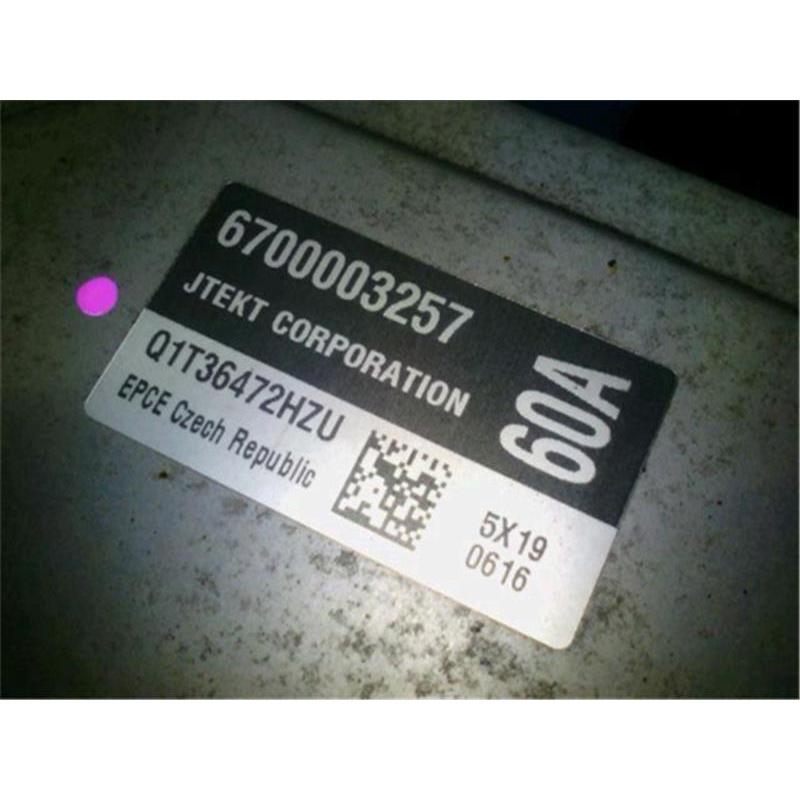 6700003257
JTEKT CORPORATION
60A
Q1T36472HZU
EPCE Czech Republic
5X19
0616